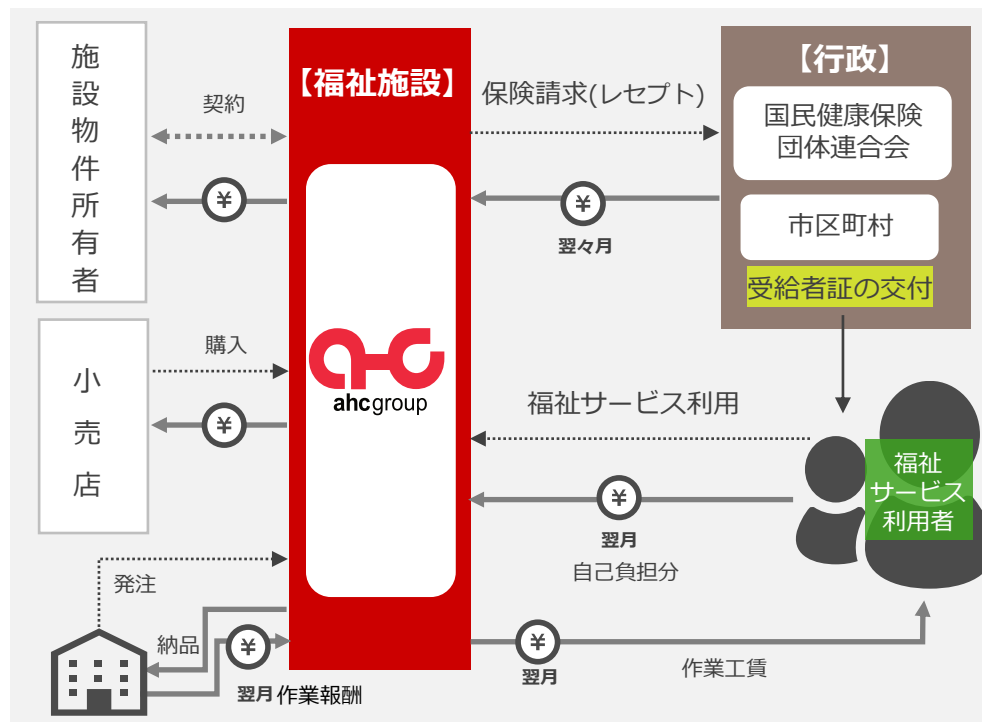 施設物件所有者
契約
¥
【福祉施設】
保険請求(レセプト)
【行政】
国民健康保険
団体連合会
市区町村
受給者証の交付
¥
翌々月
小売店
購入
¥
ahcgroup
福祉サービス利用
¥
翌月
自己負担分
福祉
サービス
利用者
発注
納品
¥
翌月 作業報酬
¥
翌月
作業工賃